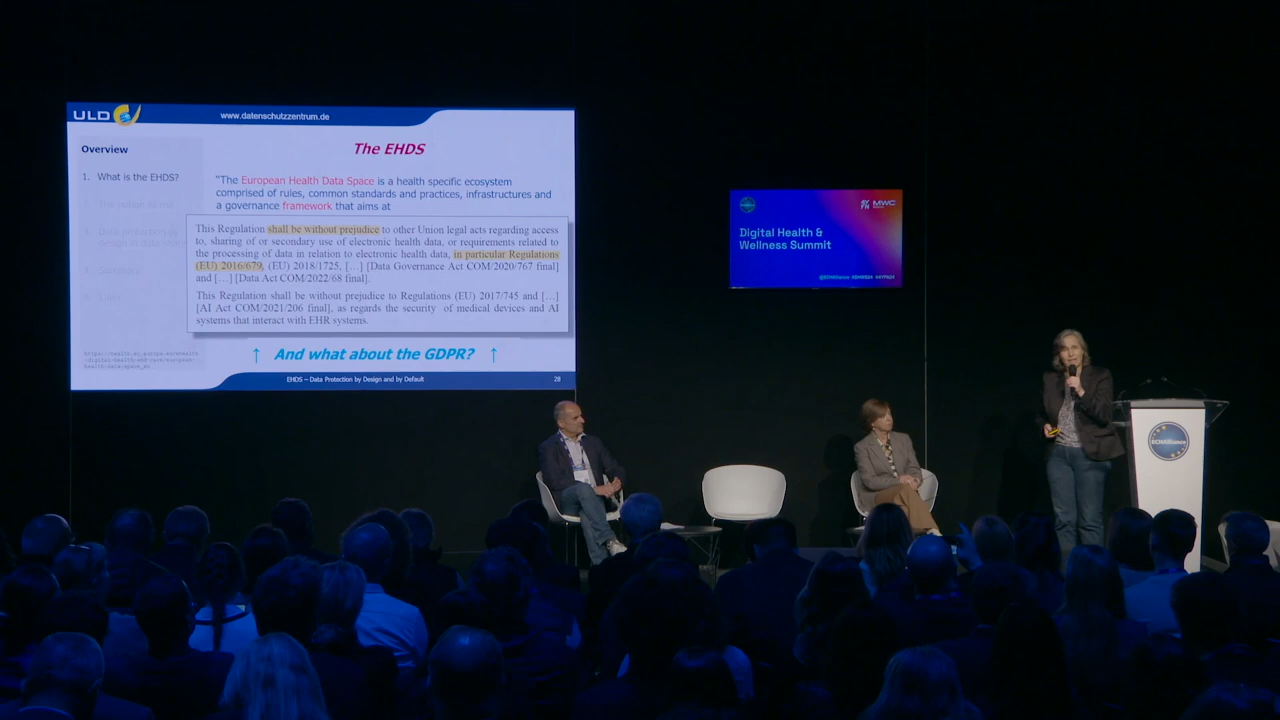 ULD
www.datenschutzzentrum.de
Overview
The EHDS
1. What is the EHDS?
"The European Health Data Space is a health specific ecosystem
comprised of rules, common standards and practices, infrastructures and
a governance framework that aims at
This Regulation shall be without prejudice to other Union legal acts regarding access
to, sharing of or secondary use of electronic health data, or requirements related to
the processing of data in relation to electronic health data, in particular Regulations
(EU) 2016/679, (EU) 2018/1725, […] [Data Governance Act COM/2020/767 final]
and […] [Data Act COM/2022/68 final].
This Regulation shall be without prejudice to Regulations (EU) 2017/745 and […]
[AI Act COM/2021/206 final], as regards the security of medical devices and AI
systems that interact with EHR systems.
↑ And what about the GDPR? ↑
EHDS – Data Protection by Design and by Default
20
MWC
Digital Health &
Wellness Summit
ECHAlliance